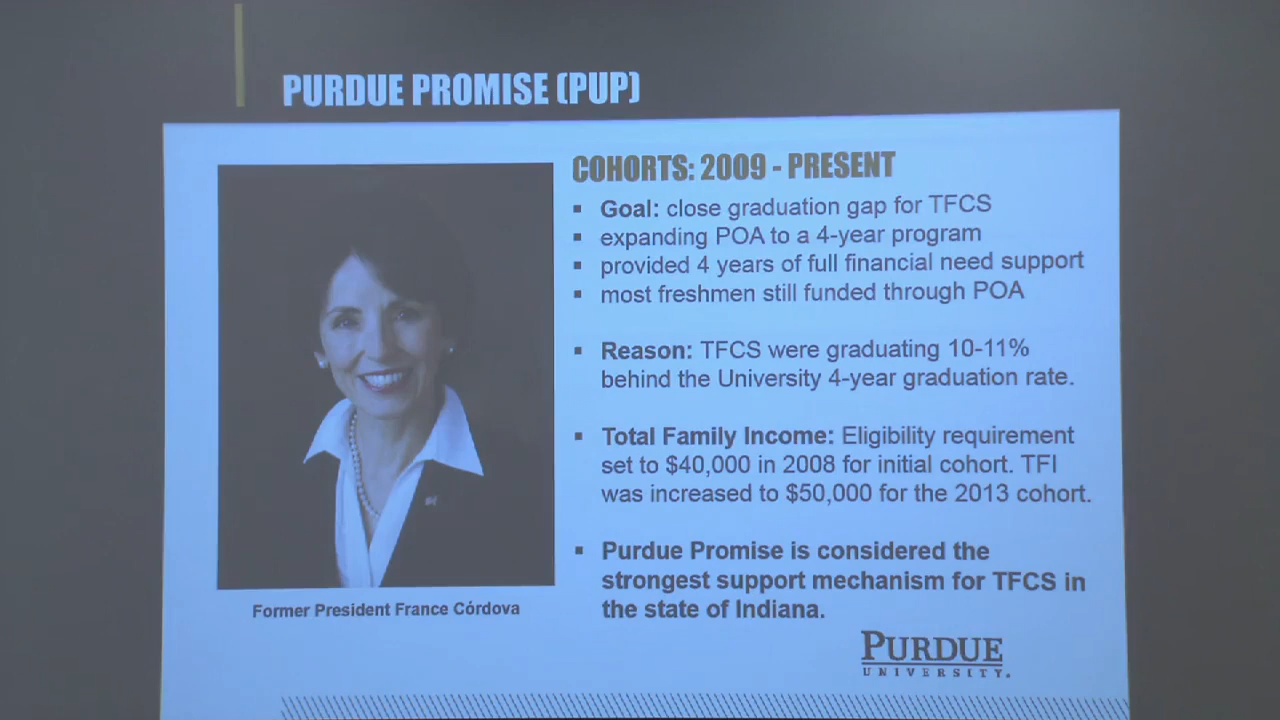 PURDUE PROMISE (PUP)
COHORTS: 2009 - PRESENT
▪ Goal: close graduation gap for TFCS
▪ expanding POA to a 4-year program
▪ provided 4 years of full financial need support
▪ most freshmen still funded through POA
▪ Reason: TFCS were graduating 10-11%
behind the University 4-year graduation rate.
▪ Total Family Income: Eligibility requirement
set to $40,000 in 2008 for initial cohort. TFI
was increased to $50,000 for the 2013 cohort.
▪ Purdue Promise is considered the
strongest support mechanism for TFCS in
the state of Indiana.
Former President France Córdova
PURDUE
UNIVERSITY.